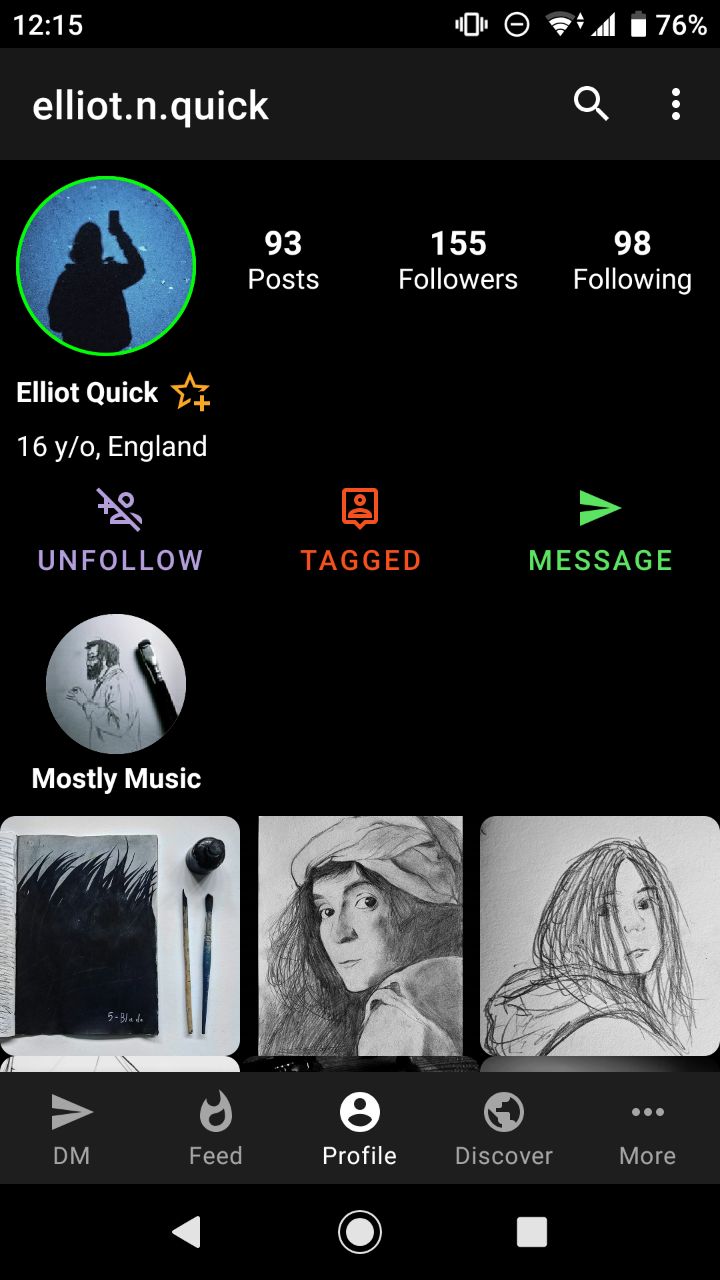 12:15
76%
elliot.n.quick
93
Posts
155
Followers
98
Following
Elliot Quick
16 y/o, England
UNFOLLOW
TAGGED
MESSAGE
Mostly Music
5-Blade
DM
Feed
Profile
Discover
More